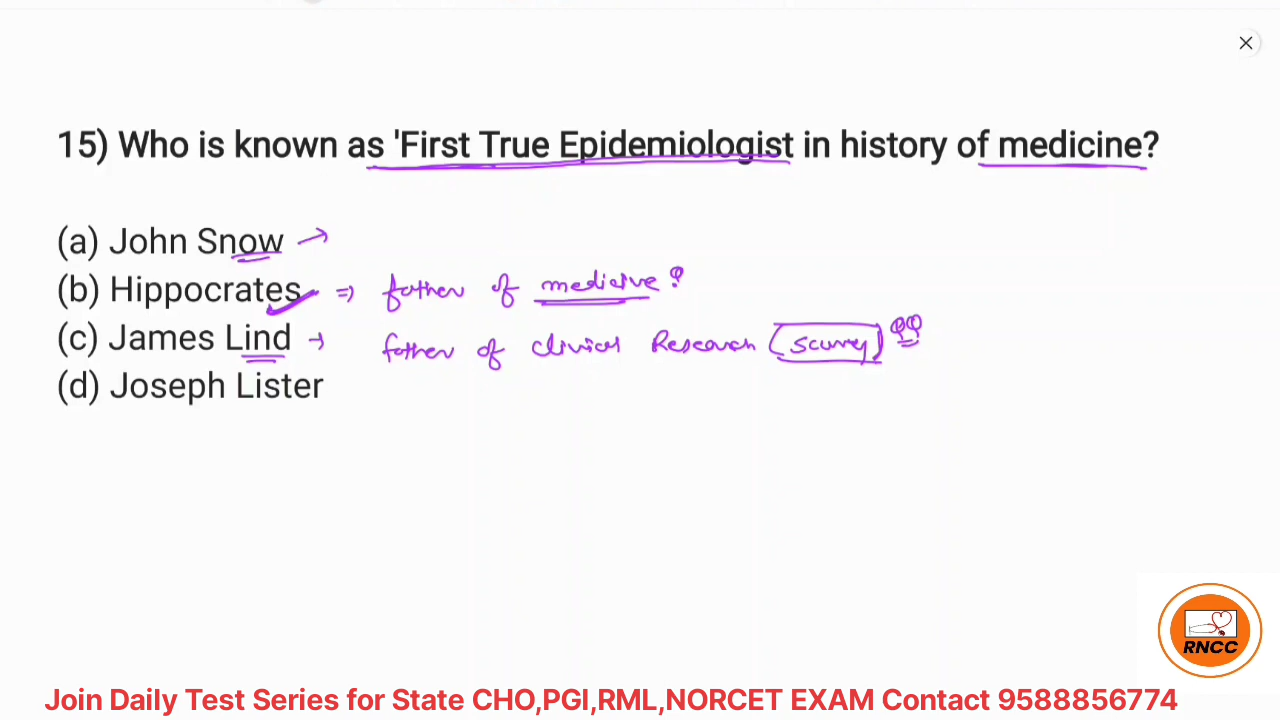 15) Who is known as 'First True Epidemiologist in history of medicine?
(a) John Snow →
(b) Hippocrates ⇒ father of medicine?
(c) James Lind → father of clinical Research (scurvy)
(d) Joseph Lister
RNCC
Join Daily Test Series for State CHO,PGI,RML,NORCET EXAM Contact 9588856774